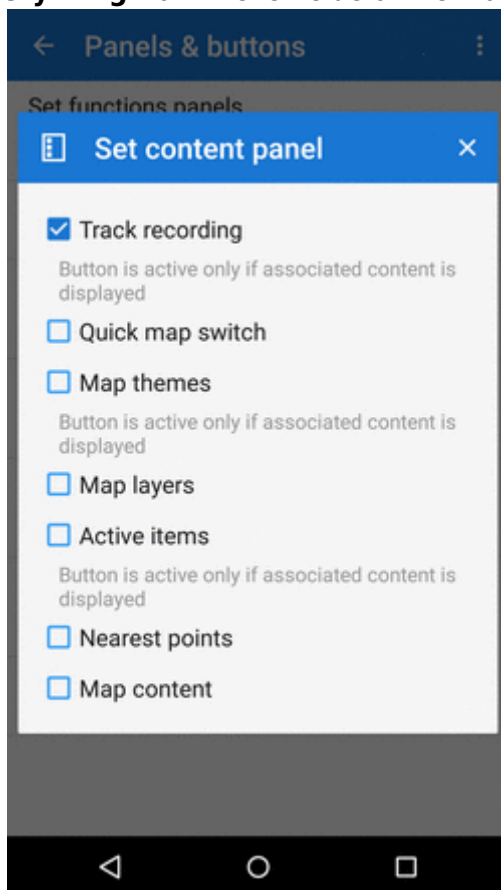 Panels & buttons
Set functions panels
Set content panel
Track recording
Button is active only if associated content is
displayed
Quick map switch
Map themes
Button is active only if associated content is
displayed
Map layers
Active items
Button is active only if associated content is
displayed
Nearest points
Map content